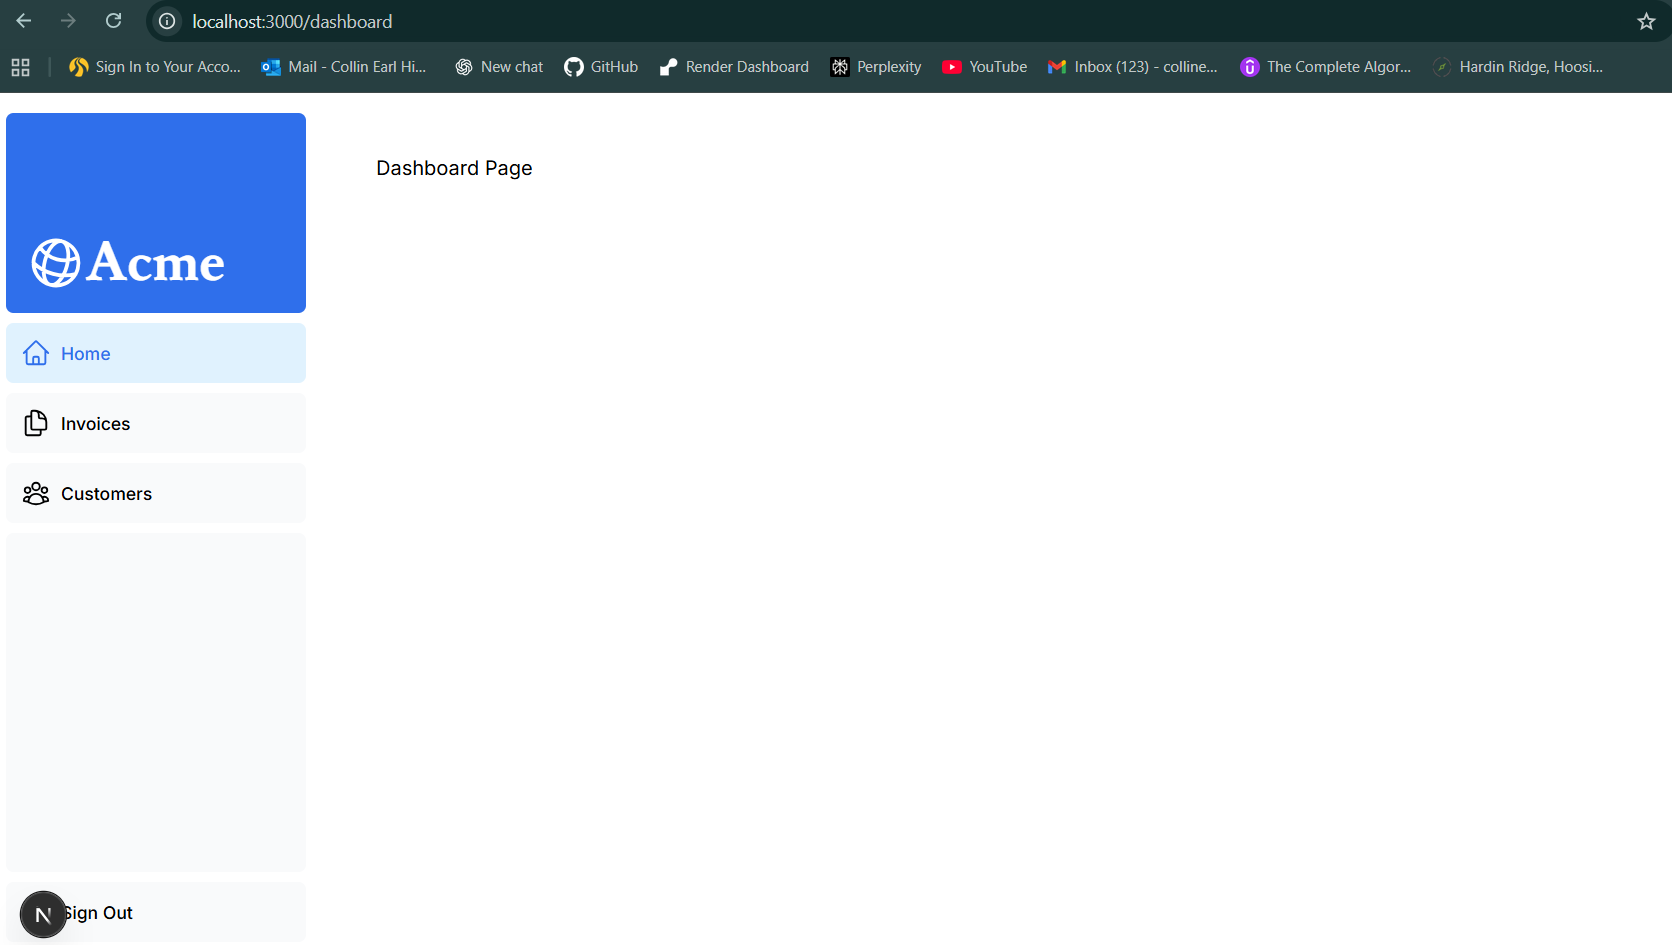 localhost:3000/dashboard
Sign In to Your Acco...
Mail - Collin Earl Hi...
New chat
GitHub
Render Dashboard
Perplexity
YouTube
Inbox (123) - colline...
The Complete Algor...
Hardin Ridge, Hoosi...
Dashboard Page
Acme
Home
Invoices
Customers
N Sign Out